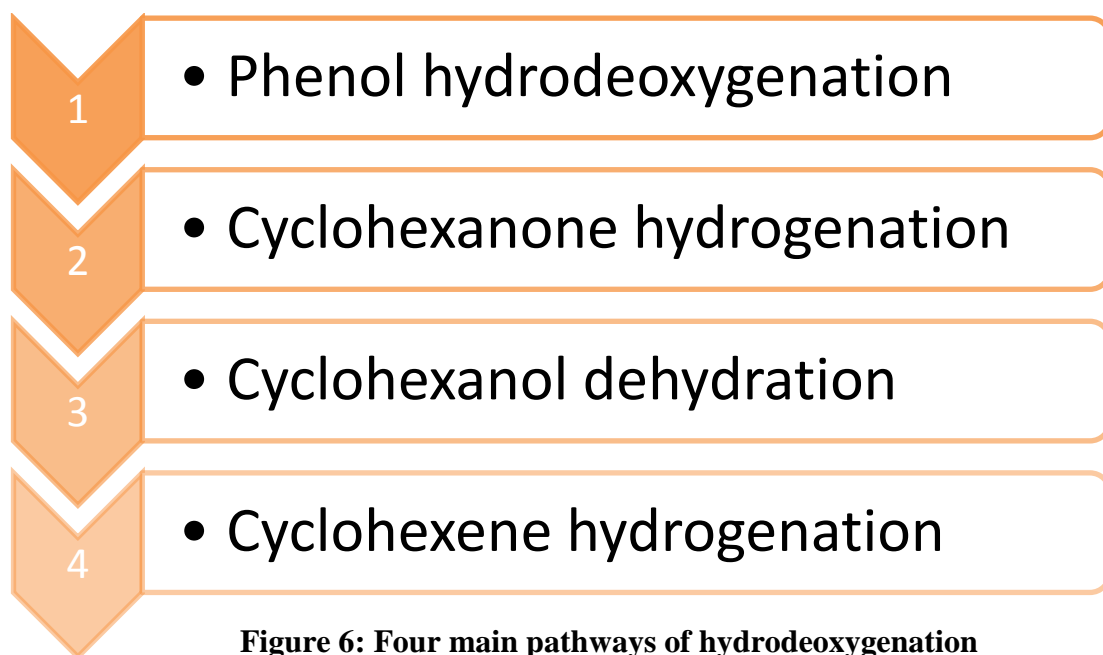 1
• Phenol hydrodeoxygenation
2
• Cyclohexanone hydrogenation
3
• Cyclohexanol dehydration
4
• Cyclohexene hydrogenation
Figure 6: Four main pathways of hydrodeoxygenation